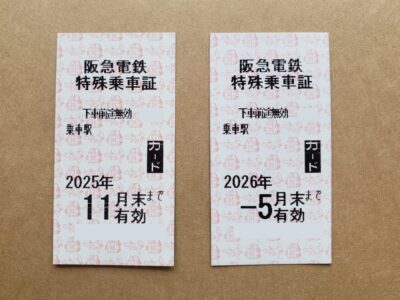 阪急電鉄
特殊乗車証
下車前途無効
乗車駅
カード
2025年
11月末まで
有効
阪急電鉄
特殊乗車証
下車前途無効
乗車駅
カード
2026年
-5月末まで
有効